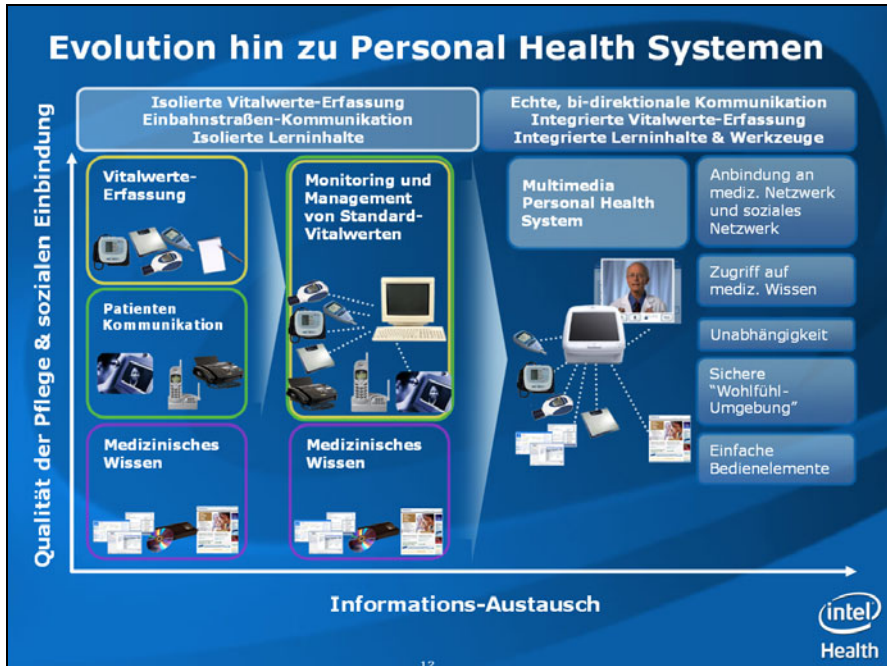 Evolution hin zu Personal Health Systemen
Isolierte Vitalwerte-Erfassung
Einbahnstraßen-Kommunikation
Isolierte Lerninhalte
Echte, bi-direktionale Kommunikation
Integrierte Vitalwerte-Erfassung
Integrierte Lerninhalte & Werkzeuge
Qualität der Pflege & sozialen Einbindung
Vitalwerte-
Erfassung
Patienten
Kommunikation
Medizinisches
Wissen
Monitoring und
Management
von Standard-
Vitalwerten
Medizinisches
Wissen
Multimedia
Personal Health
System
Anbindung an
mediz. Netzwerk
und soziales
Netzwerk
Zugriff auf
mediz. Wissen
Unabhängigkeit
Sichere
"Wohlfühl-
Umgebung"
Einfache
Bedienelemente
Informations-Austausch
intel
Health